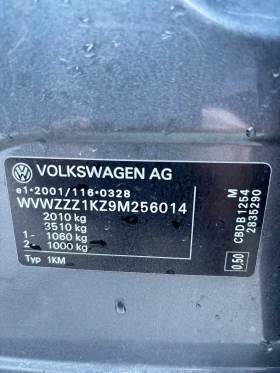 VOLKSWAGEN AG
e1*2001/116*0328
WVWZZZ1KZ9M256014
2010 kg
3510 kg
1- 1060 kg
2- 1000 kg
Typ 1KM
M
CBDB1254
2835290
0,50